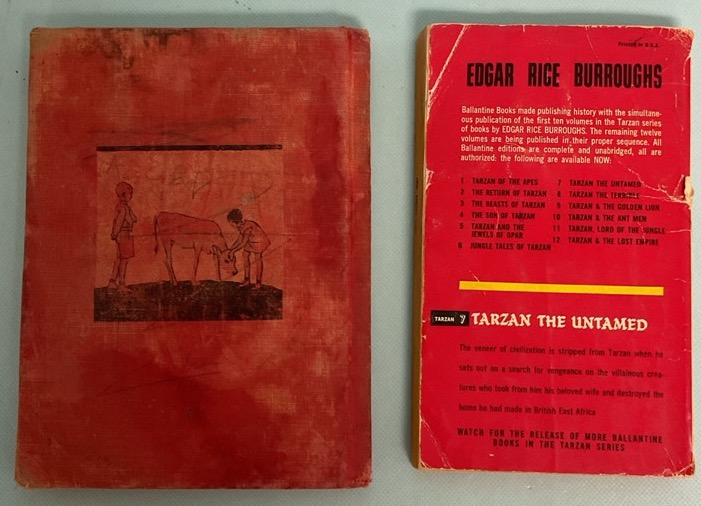 Printed in U.S.A.
EDGAR RICE BURROUGHS
Ballantine Books made publishing history with the simultane-
ous publication of the first ten volumes in the Tarzan series
of books by EDGAR RICE BURROUGHS. The remaining twelve
volumes are being published in their proper sequence. All
Ballantine editions are complete and unabridged, all are
authorized: the following are available NOW:
1 TARZAN OF THE APES
2 THE RETURN OF TARZAN
3 THE BEASTS OF TARZAN
4 THE SON OF TARZAN
5 TARZAN AND THE
JEWELS OF OPAR
6 JUNGLE TALES OF TARZAN
7 TARZAN THE UNTAMED
8 TARZAN THE TERRIBLE
9 TARZAN & THE GOLDEN LION
10 TARZAN & THE ANT MEN
11 TARZAN, LORD OF THE JUNGLE
12 TARZAN & THE LOST EMPIRE
TARZAN 7 TARZAN THE UNTAMED
The veneer of civilization is stripped from Tarzan when he
sets out on a search for vengeance on the villainous crea-
tures who took from him his beloved wife and destroyed the
home he had made in British East Africa
WATCH FOR THE RELEASE OF MORE BALLANTINE
BOOKS IN THE TARZAN SERIES